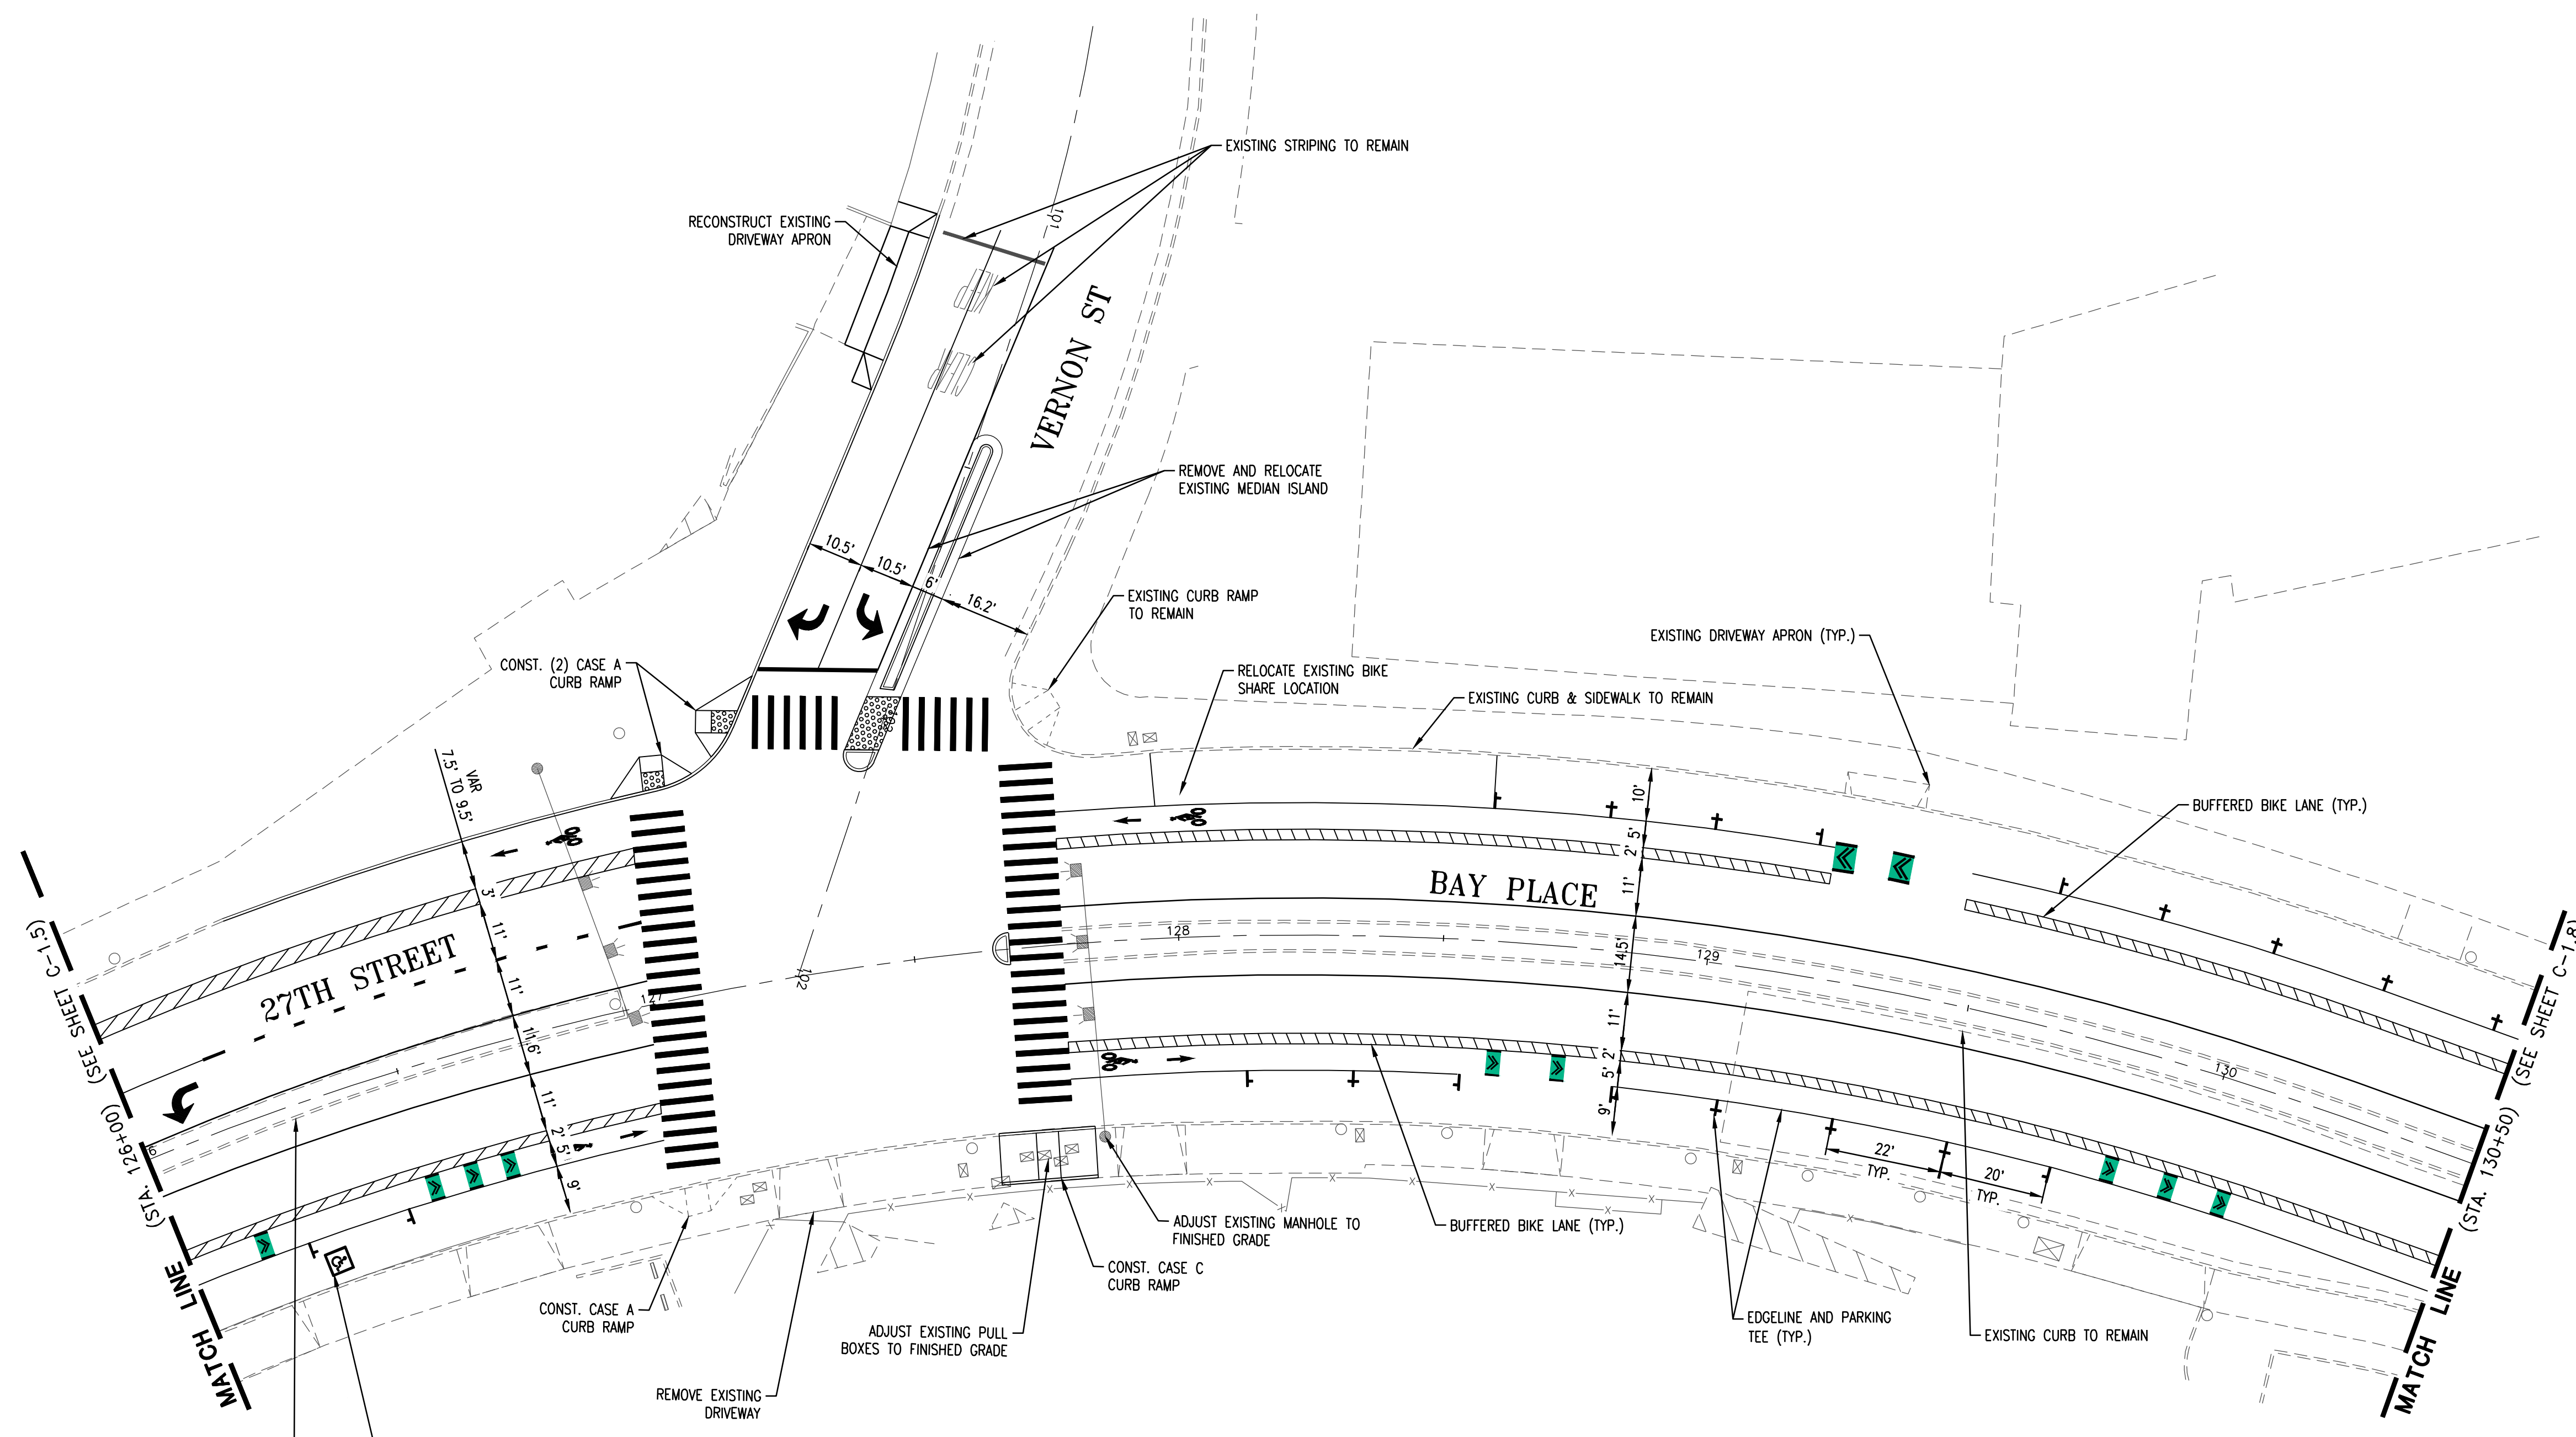 EXISTING STRIPING TO REMAIN
RECONSTRUCT EXISTING
DRIVEWAY APRON
101
VERNON ST
REMOVE AND RELOCATE
EXISTING MEDIAN ISLAND
10.5'
10.5'
6'
16.2'
EXISTING CURB RAMP
TO REMAIN
CONST. (2) CASE A
CURB RAMP
RELOCATE EXISTING BIKE
SHARE LOCATION
EXISTING DRIVEWAY APRON (TYP.)
EXISTING CURB & SIDEWALK TO REMAIN
BUFFERED BIKE LANE (TYP.)
VAR
7.5' TO 9.5'
3'
11'
11'
11.6'
11'
2'
5'
9'
27TH STREET
127
102
128
BAY PLACE
129
130
10'
5'
2'
11'
14.5'
11'
2'
5'
9'
22'
TYP.
20'
TYP.
MATCH LINE
(STA. 126+00)
(SEE SHEET C-1.5)
MATCH LINE
(STA. 130+50)
(SEE SHEET C-1.8)
ADJUST EXISTING MANHOLE TO
FINISHED GRADE
BUFFERED BIKE LANE (TYP.)
CONST. CASE C
CURB RAMP
CONST. CASE A
CURB RAMP
ADJUST EXISTING PULL
BOXES TO FINISHED GRADE
EDGELINE AND PARKING
TEE (TYP.)
EXISTING CURB TO REMAIN
REMOVE EXISTING
DRIVEWAY